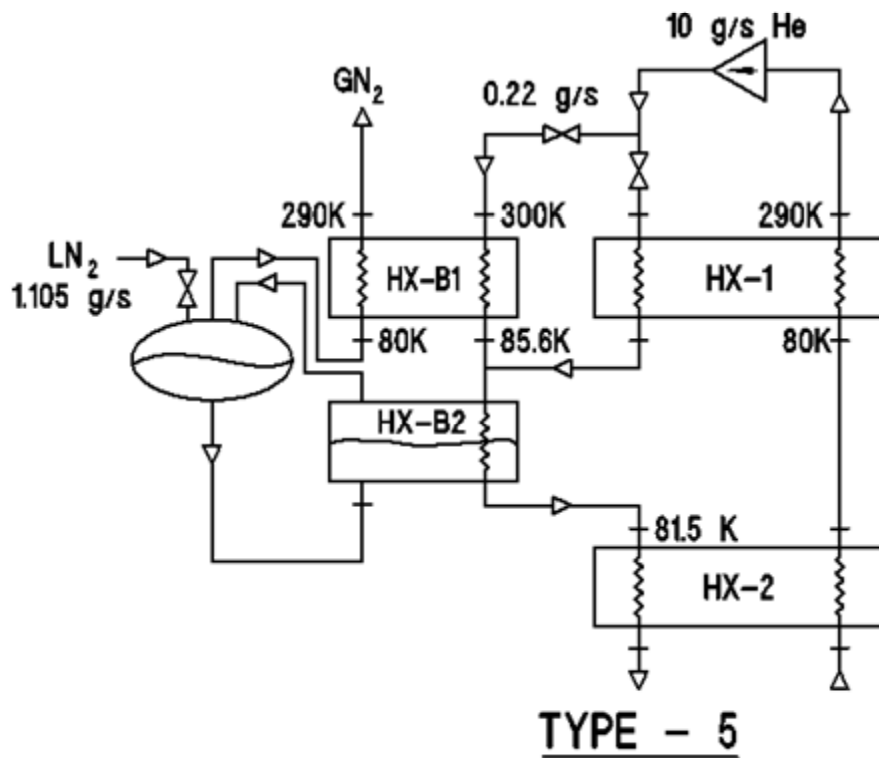 10 g/s He
GN₂
0.22 g/s
290K
300K
290K
LN₂
1.105 g/s
HX-B1
HX-1
80K
85.6K
80K
HX-B2
81.5 K
HX-2
TYPE - 5